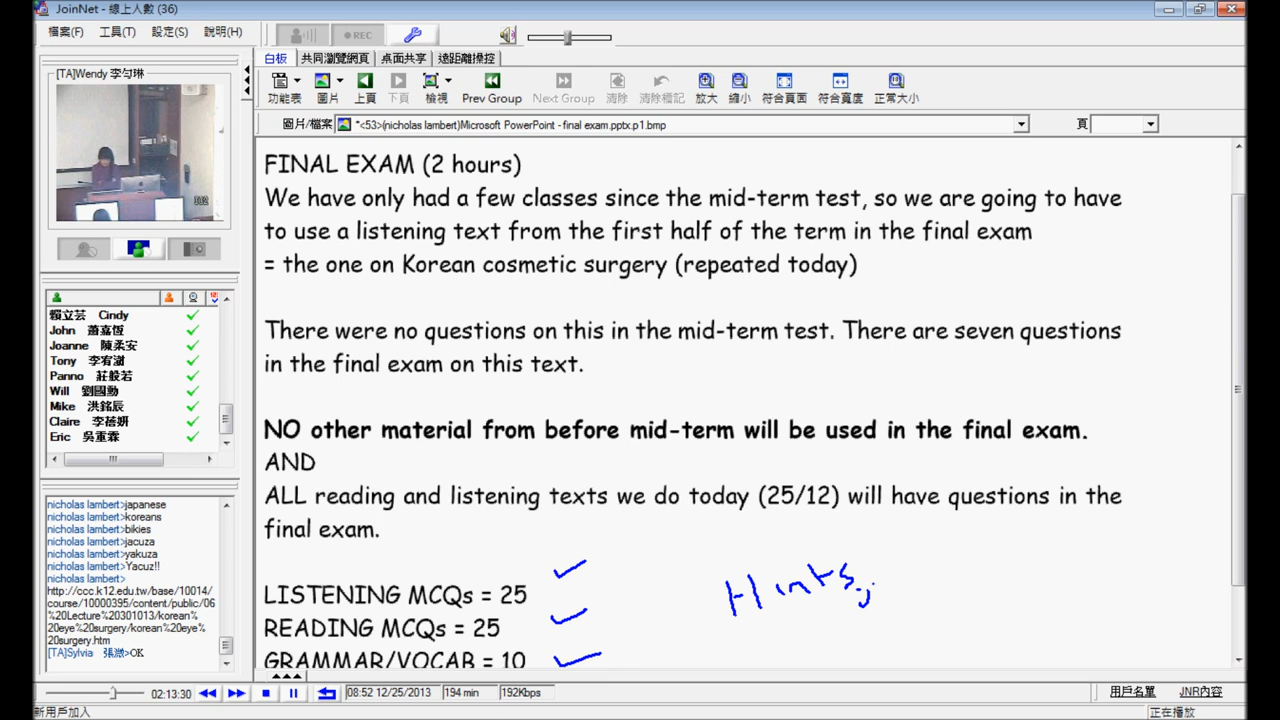 JoinNet - 線上人數 (36)
檔案(F) 工具(T) 設定(S) 說明(H)
REC
[TA]Wendy 李勻琳
白板 共同瀏覽網頁 桌面共享 遠距離操控
功能表 圖片 上頁 下頁 檢視 Prev Group Next Group 清除 清除標記 放大 縮小 符合頁面 符合寬度 正常大小
圖片/檔案 *<53>(nicholas lambert)Microsoft PowerPoint - final exam.pptx.p1.bmp 頁
FINAL EXAM (2 hours)
We have only had a few classes since the mid-term test, so we are going to have
to use a listening text from the first half of the term in the final exam
= the one on Korean cosmetic surgery (repeated today)
There were no questions on this in the mid-term test. There are seven questions
in the final exam on this text.
NO other material from before mid-term will be used in the final exam.
AND
ALL reading and listening texts we do today (25/12) will have questions in the
final exam.
LISTENING MCQs = 25
READING MCQs = 25
GRAMMAR/VOCAB = 10
Hints
賴立芸 Cindy
John 蕭嘉恆
Joanne 陳柔安
Tony 李宥澍
Panno 莊般若
Will 劉國勳
Mike 洪銘辰
Claire 李蓓妍
Eric 吳重霖
nicholas lambert>japanese
nicholas lambert>koreans
nicholas lambert>bikies
nicholas lambert>jacuza
nicholas lambert>yakuza
nicholas lambert>Yacuz!!
nicholas lambert>
http://ccc.k12.edu.tw/base/10014/
course/10000395/content/public/06
%20Lecture%20301013/korean%
20eye%20surgery/korean%20eye%
20surgery.htm
[TA]Sylvia >OK
02:13:30 08:52 12/25/2013 194 min 192Kbps 用戶名單 JNR內容
新用戶加入 正在播放